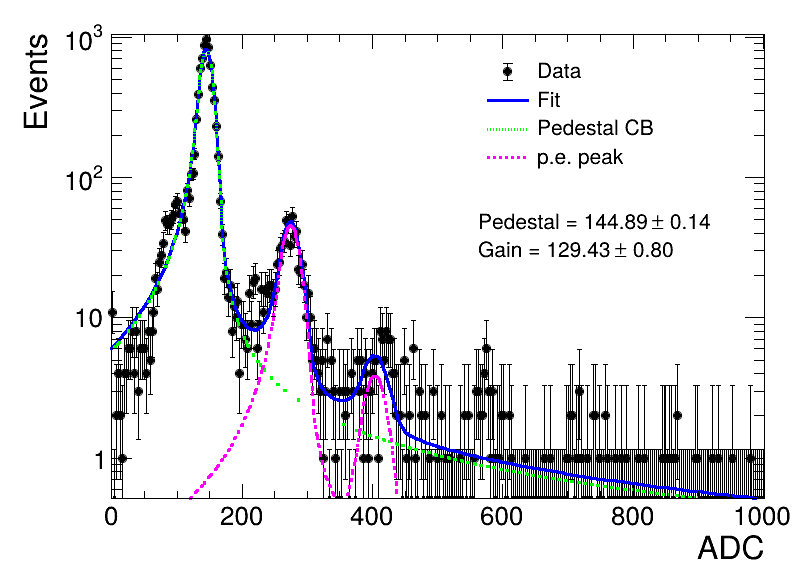 Events
10³
10²
10
1
Data
Fit
Pedestal CB
p.e. peak
Pedestal = 144.89 ± 0.14
Gain = 129.43 ± 0.80
0 200 400 600 800 1000
ADC